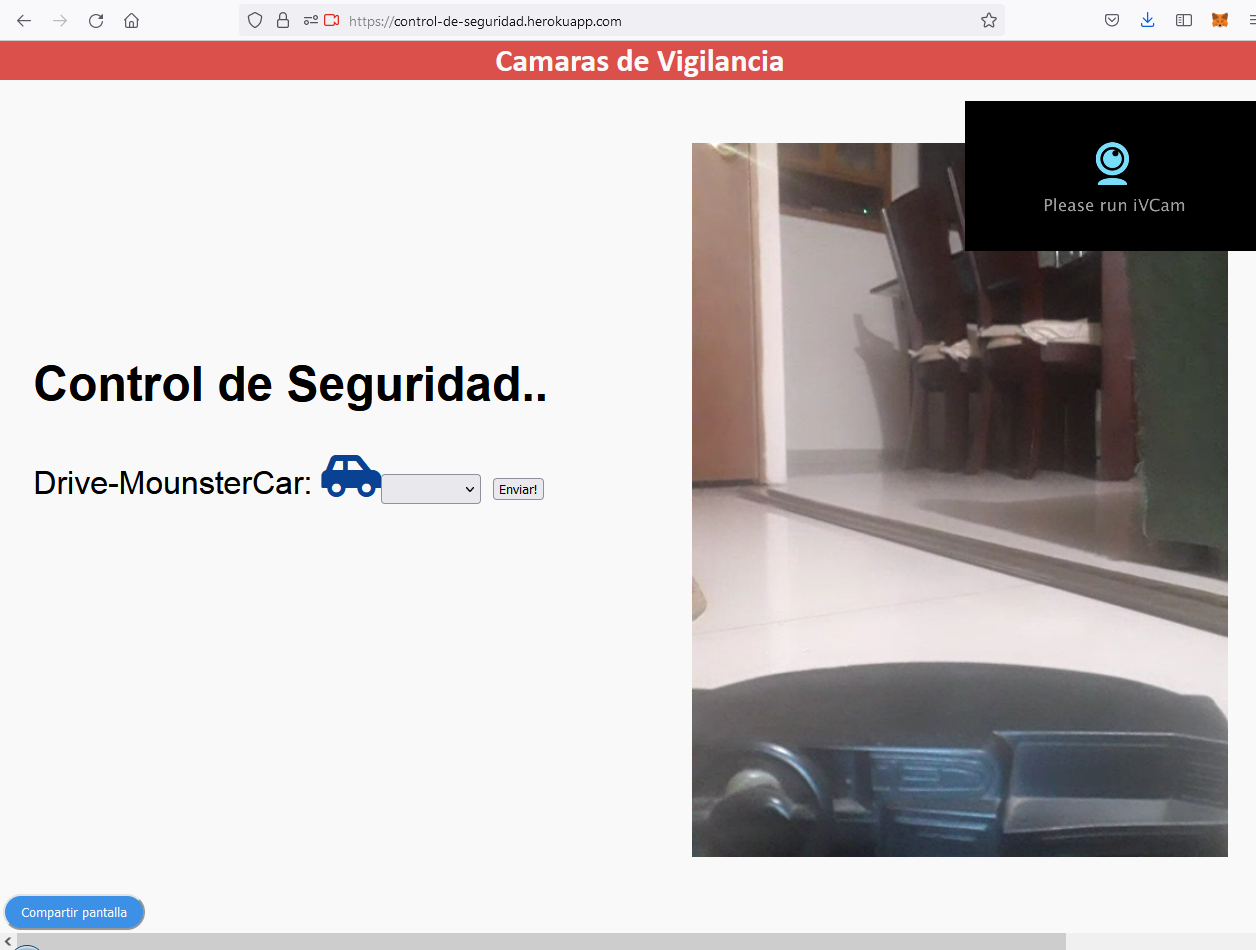 https://control-de-seguridad.herokuapp.com
Camaras de Vigilancia
Please run iVCam
Control de Seguridad..
Drive-MounsterCar:
Enviar!
Compartir pantalla